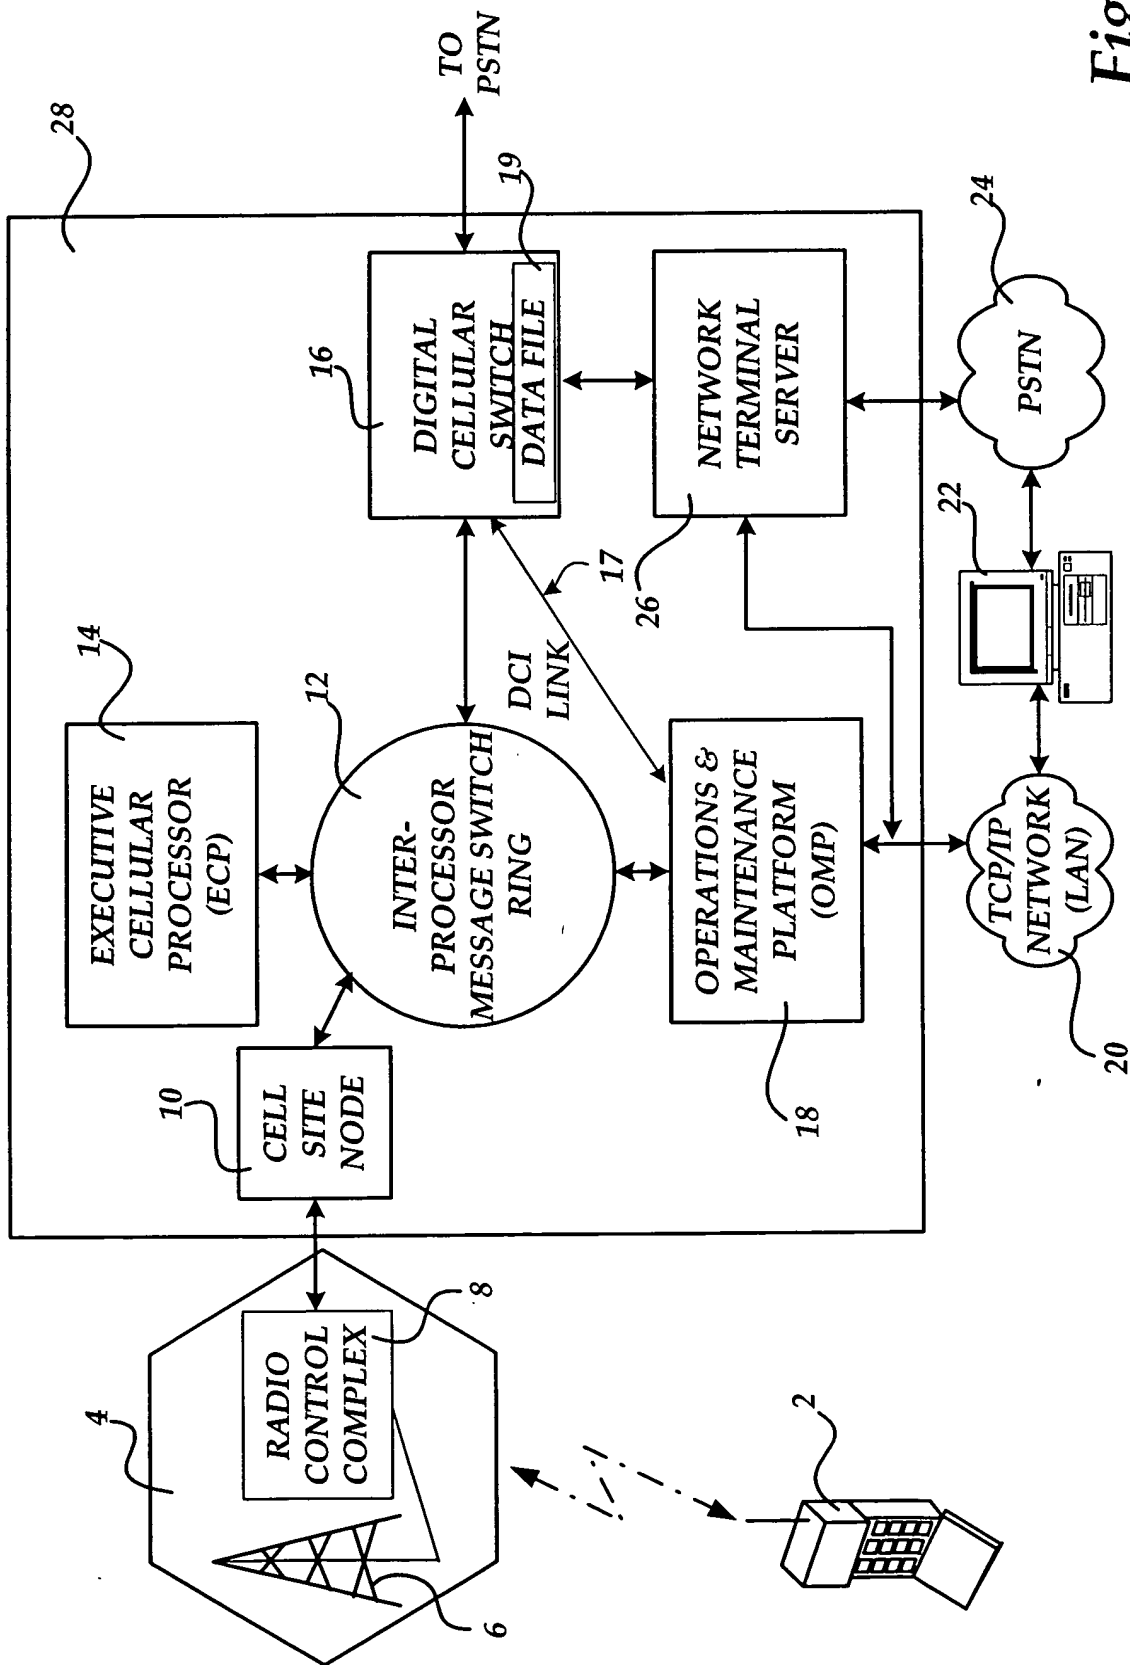 28
TO
PSTN
14
EXECUTIVE
CELLULAR
PROCESSOR
(ECP)
16
DIGITAL
CELLULAR
SWITCH
DATA FILE
19
10
CELL
SITE
NODE
12
INTER-
PROCESSOR
MESSAGE SWITCH
RING
DCI
LINK
17
4
RADIO
CONTROL
COMPLEX
8
6
18
OPERATIONS &
MAINTENANCE
PLATFORM
(OMP)
26
NETWORK
TERMINAL
SERVER
2
20
TCP/IP
NETWORK
(LAN)
22
24
PSTN
Fig